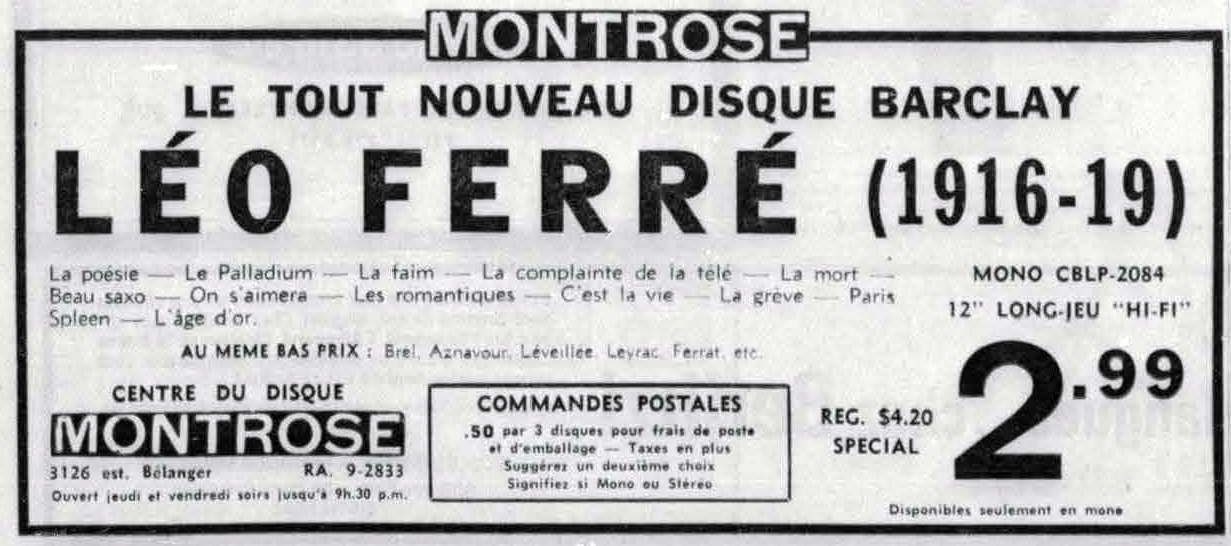 MONTROSE
LE TOUT NOUVEAU DISQUE BARCLAY
LÉO FERRÉ (1916-19)
La poésie — Le Palladium — La faim — La complainte de la télé — La mort —
Beau saxo — On s'aimera — Les romantiques — C'est la vie — La grève — Paris
Spleen — L'âge d'or.
MONO CBLP-2084
12" LONG-JEU "HI-FI"
AU MEME BAS PRIX : Brel, Aznavour, Léveillée, Leyrac, Ferrat, etc.
CENTRE DU DISQUE
MONTROSE
3126 est, Bélanger RA. 9-2833
Ouvert jeudi et vendredi soirs jusqu'à 9h.30 p.m.
COMMANDES POSTALES
.50 par 3 disques pour frais de poste
et d'emballage — Taxes en plus
Suggérez un deuxième choix
Signifiez si Mono ou Stéréo
REG. $4.20
SPECIAL
2.99
Disponibles seulement en mono